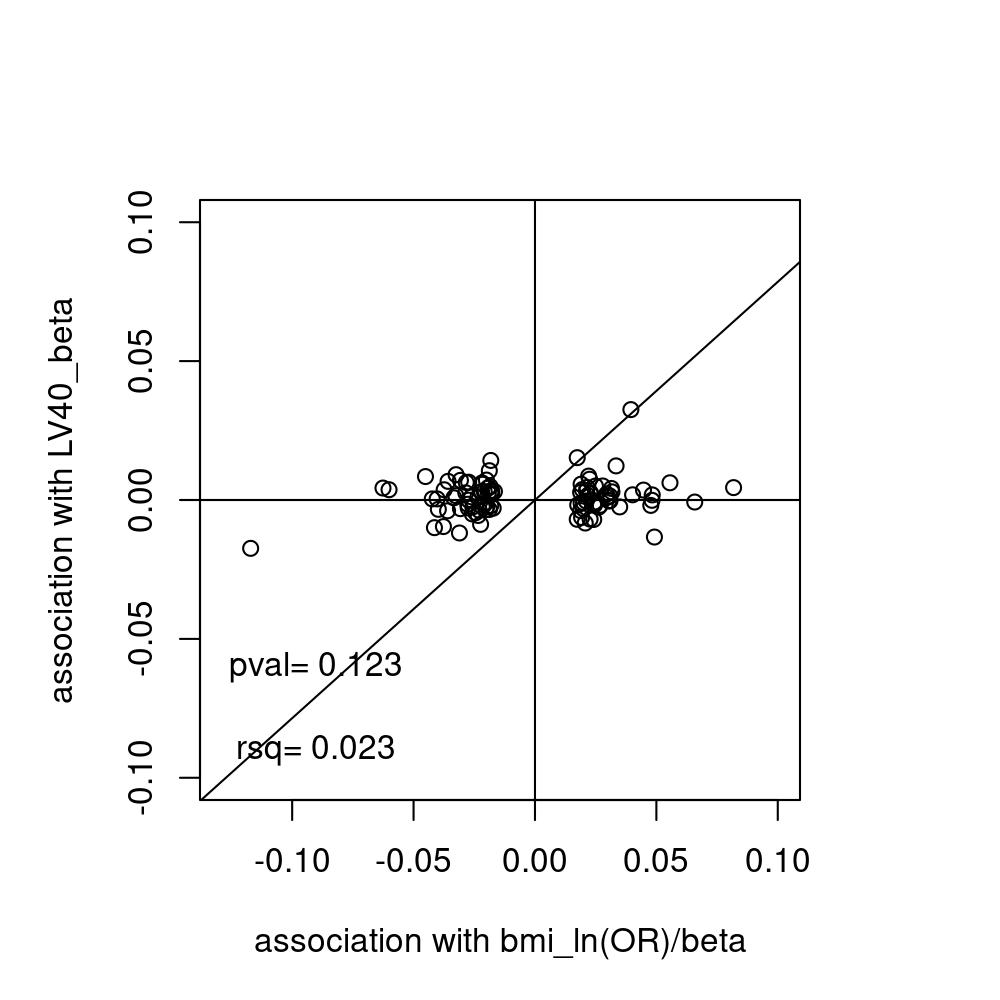 0.10
0.05
0.00
-0.05
-0.10
association with LV40_beta
pval= 0.123
rsq= 0.023
-0.10 -0.05 0.00 0.05 0.10
association with bmi_ln(OR)/beta